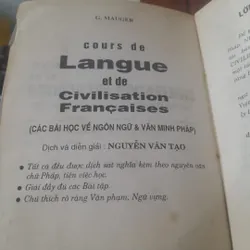 G. MAUGER
cours de
Langue
et de
Civilisation
Françaises
(CÁC BÀI HỌC VỀ NGÔN NGỮ & VĂN MINH PHÁP)
Dịch và diễn giải : NGUYỄN VĂN TẠO
• Tất cả đều được dịch sát nghĩa kèm theo nguyên văn
chữ Pháp, tiện việc học.
• Giải đầy đủ các Bài tập.
• Chú thích rõ ràng Văn phạm, Ngữ vựng.